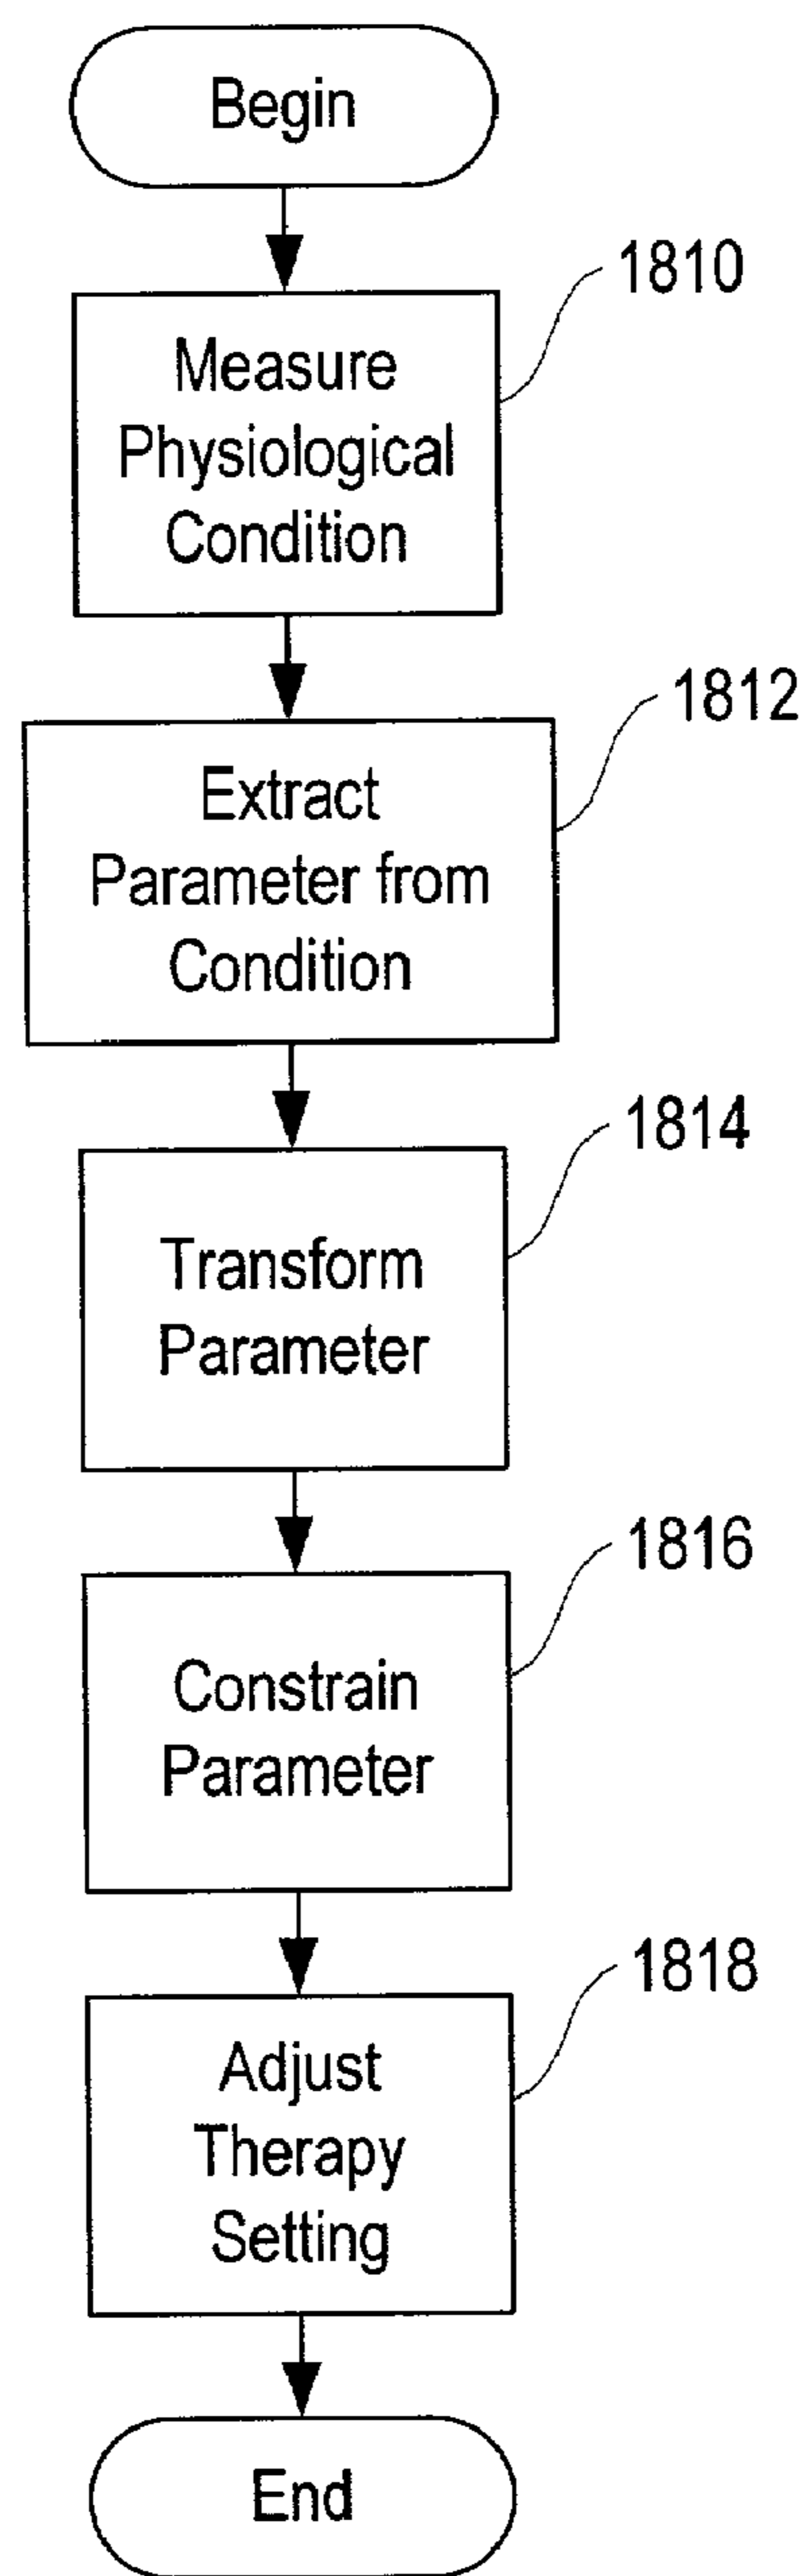 Begin
1810
Measure
Physiological
Condition
1812
Extract
Parameter from
Condition
1814
Transform
Parameter
1816
Constrain
Parameter
1818
Adjust
Therapy
Setting
End